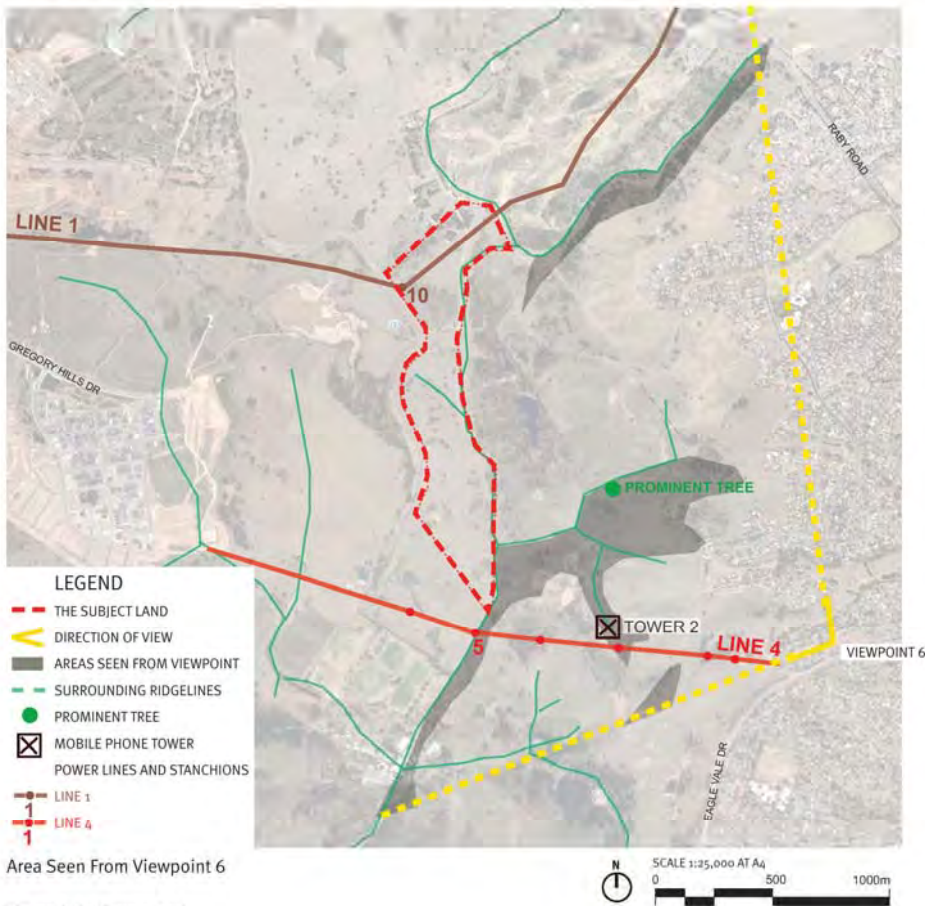 RABY ROAD
LINE 1
10
GREGORY HILLS DR
PROMINENT TREE
TOWER 2
5
LINE 4
VIEWPOINT 6
EAGLE VALE DR
LEGEND
THE SUBJECT LAND
DIRECTION OF VIEW
AREAS SEEN FROM VIEWPOINT
SURROUNDING RIDGELINES
PROMINENT TREE
MOBILE PHONE TOWER
POWER LINES AND STANCHIONS
LINE 1
1
LINE 4
1
Area Seen From Viewpoint 6
N
SCALE 1:25,000 AT A4
0 500 1000m